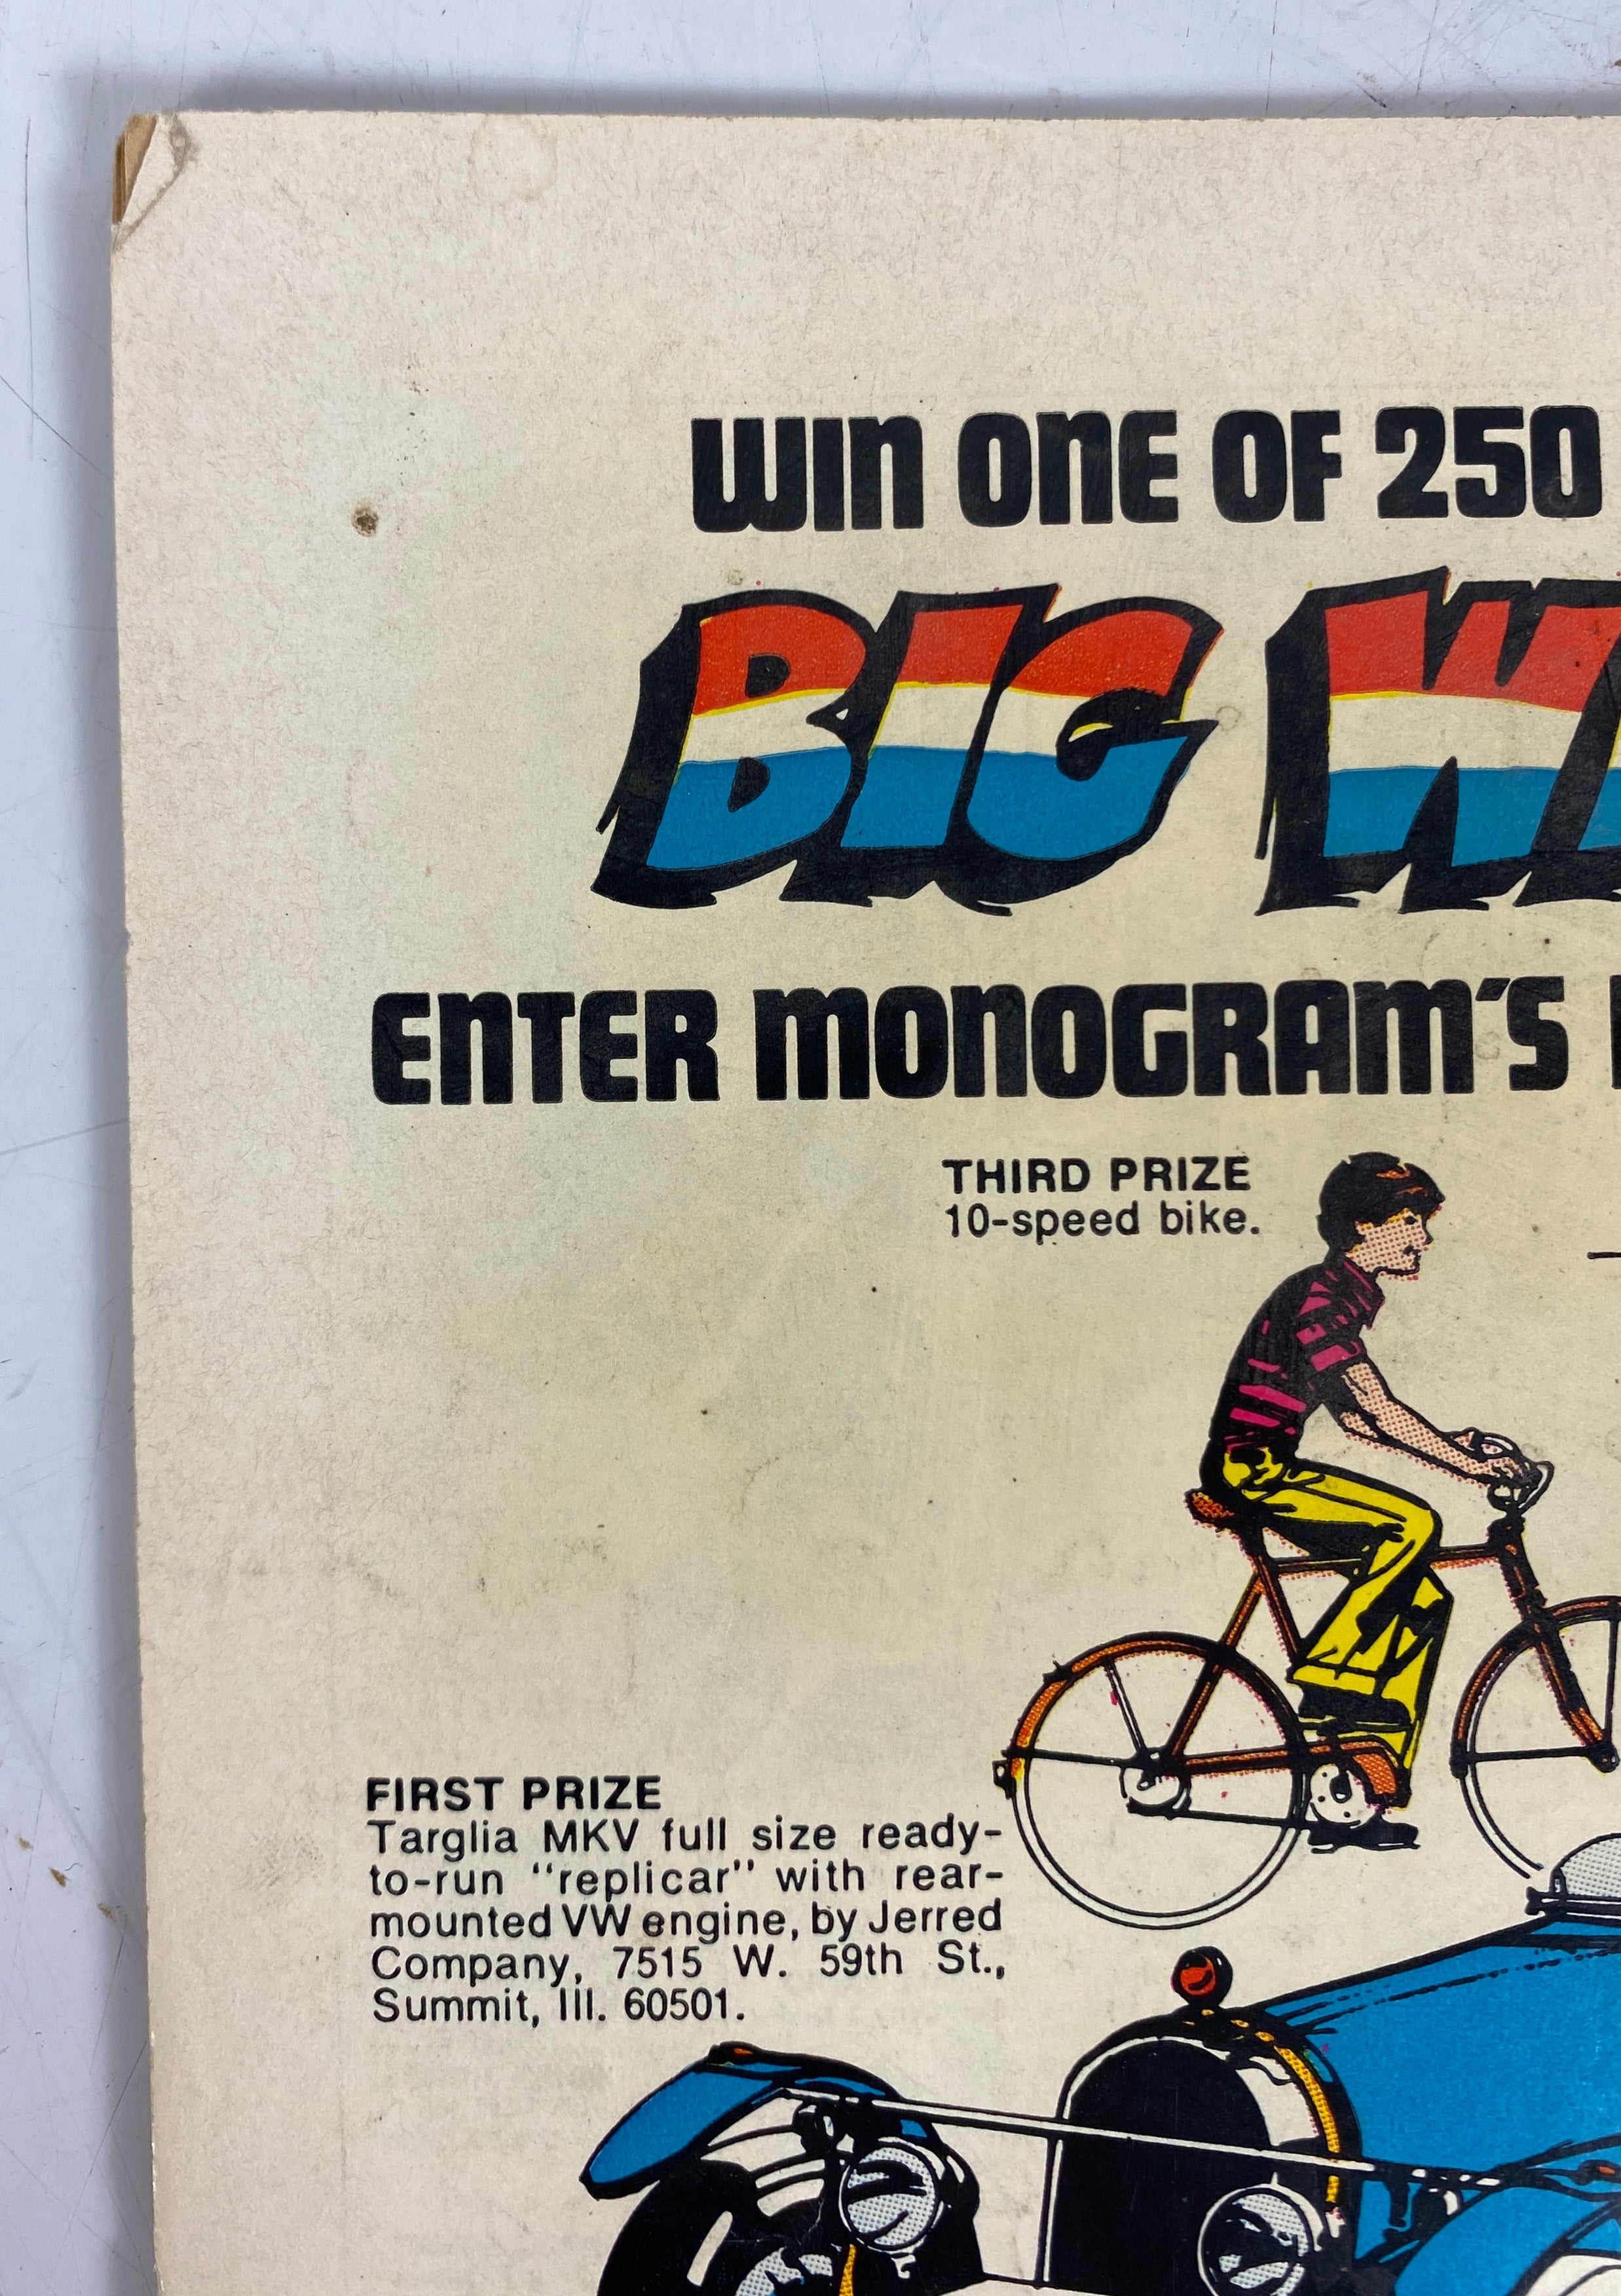 WIN ONE OF 250
BIG
ENTER MONOGRAM'S
THIRD PRIZE
10-speed bike.
FIRST PRIZE
Targlia MKV full size ready-
to-run "replicar" with rear-
mounted VW engine, by Jerred
Company, 7515 W. 59th St.,
Summit, Ill. 60501.